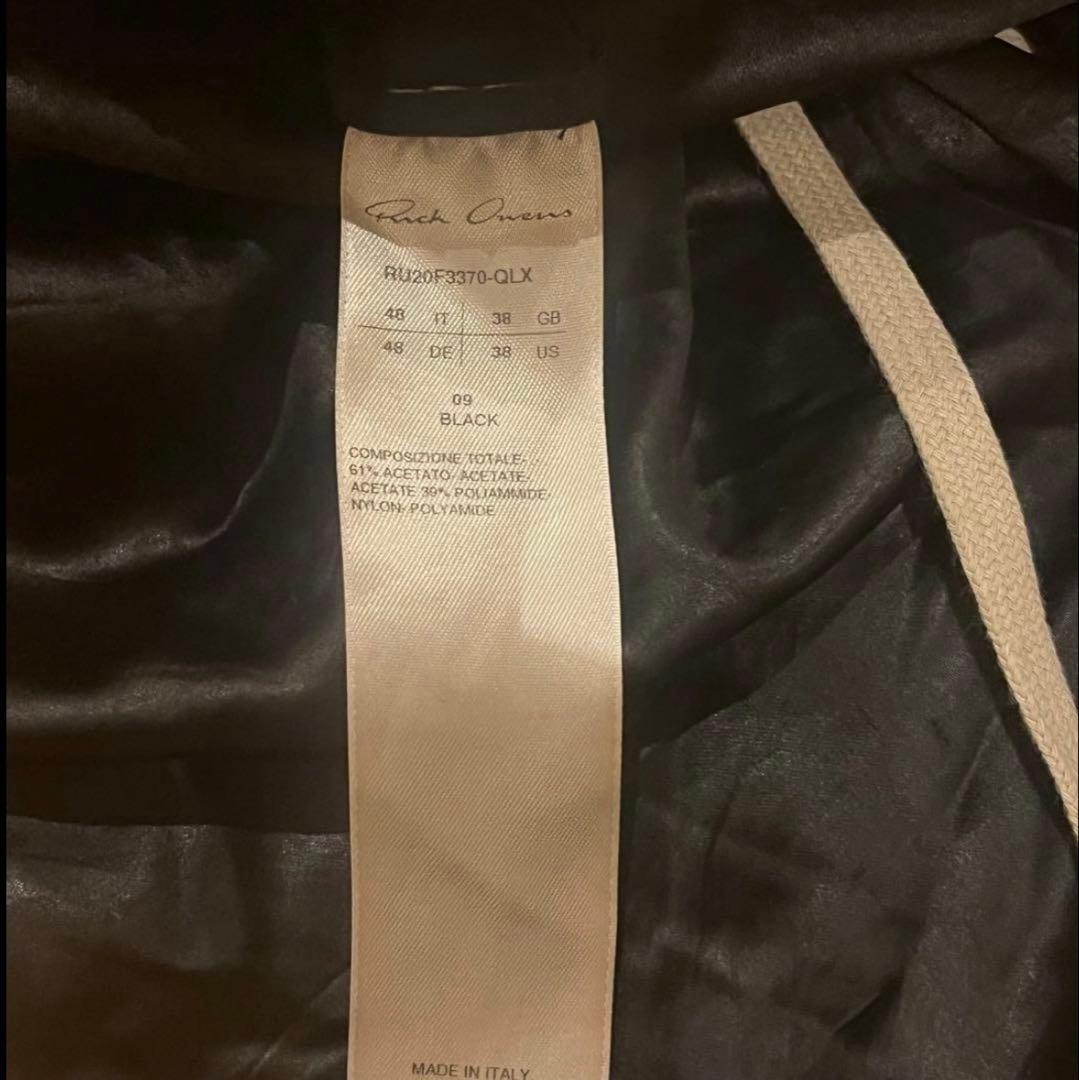 Rick Owens
RU20F3370-QLX
48 IT 38 GB
48 DE 38 US
09
BLACK
COMPOSIZIONE TOTALE-
61% ACETATO- ACETATE-
ACETATE 39% POLIAMMIDE-
NYLON- POLYAMIDE
MADE IN ITALY